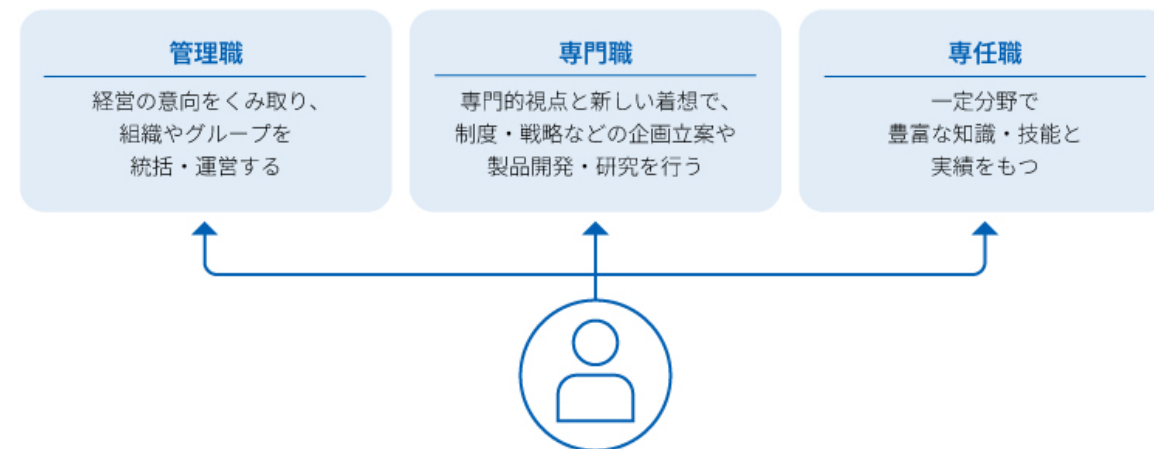 管理職
経営の意向をくみ取り、
組織やグループを
統括・運営する
専門職
専門的視点と新しい着想で、
制度・戦略などの企画立案や
製品開発・研究を行う
専任職
一定分野で
豊富な知識・技能と
実績をもつ